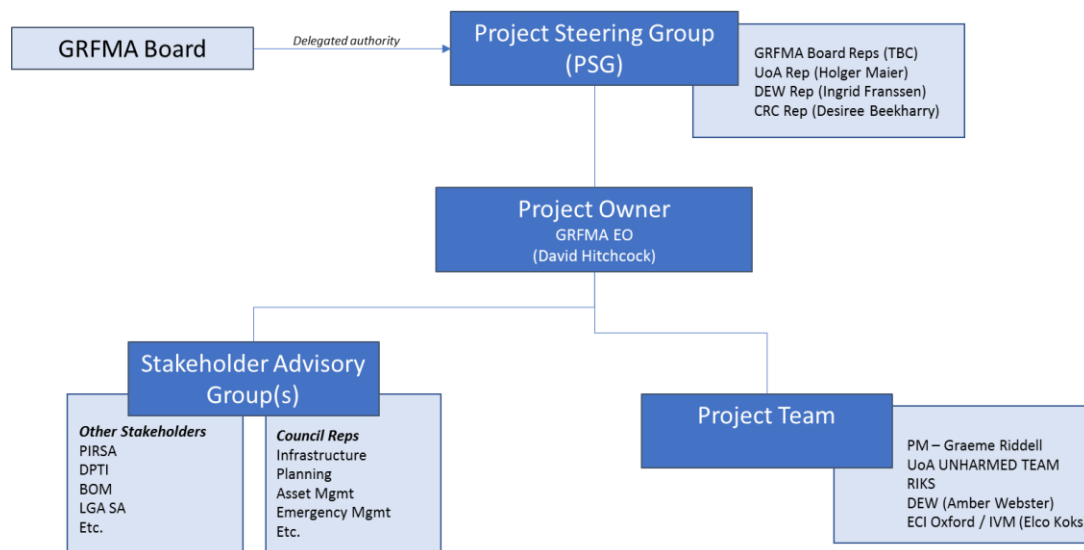 GRFMA Board
Delegated authority
Project Steering Group
(PSG)
GRFMA Board Reps (TBC)
UoA Rep (Holger Maier)
DEW Rep (Ingrid Franssen)
CRC Rep (Desiree Beekharry)
Project Owner
GRFMA EO
(David Hitchcock)
Stakeholder Advisory
Group(s)
Other Stakeholders
PIRSA
DPTI
BOM
LGA SA
Etc.
Council Reps
Infrastructure
Planning
Asset Mgmt
Emergency Mgmt
Etc.
Project Team
PM – Graeme Riddell
UoA UNHARMED TEAM
RIKS
DEW (Amber Webster)
ECI Oxford / IVM (Elco Koks